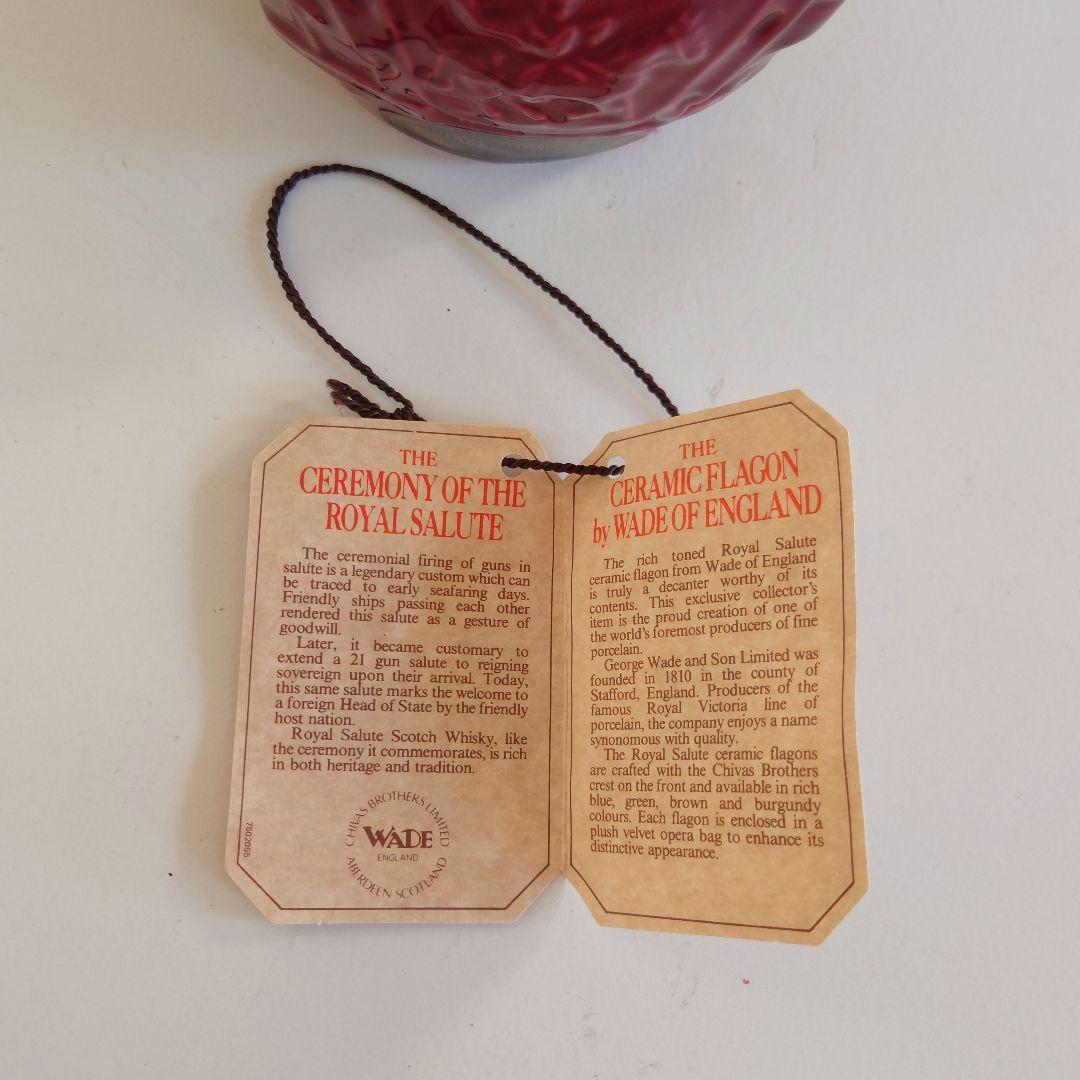 THE
CEREMONY OF THE
ROYAL SALUTE
The ceremonial firing of guns in
salute is a legendary custom which can
be traced to early seafaring days.
Friendly ships passing each other
rendered this salute as a gesture of
goodwill.
Later, it became customary to
extend a 21 gun salute to reigning
sovereign upon their arrival. Today,
this same salute marks the welcome to
a foreign Head of State by the friendly
host nation.
Royal Salute Scotch Whisky, like
the ceremony it commemorates, is rich
in both heritage and tradition.
CHIVAS BROTHERS LIMITED
WADE
ENGLAND
ABERDEEN SCOTLAND
7502055
THE
CERAMIC FLAGON
by WADE OF ENGLAND
The rich toned Royal Salute
ceramic flagon from Wade of England
is truly a decanter worthy of its
contents. This exclusive collector's
item is the proud creation of one of
the world's foremost producers of fine
porcelain.
George Wade and Son Limited was
founded in 1810 in the county of
Stafford, England. Producers of the
famous Royal Victoria line of
porcelain, the company enjoys a name
synonomous with quality.
The Royal Salute ceramic flagons
are crafted with the Chivas Brothers
crest on the front and available in rich
blue, green, brown and burgundy
colours. Each flagon is enclosed in a
plush velvet opera bag to enhance its
distinctive appearance.